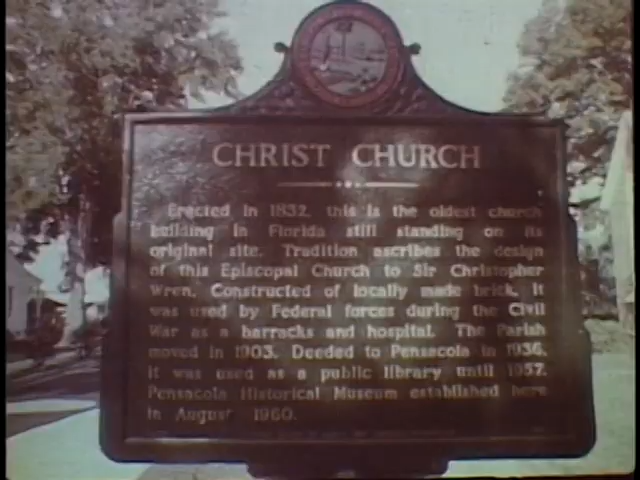 CHRIST CHURCH
Erected in 1832, this is the oldest church
building in Florida still standing on its
original site. Tradition ascribes the design
of this Episcopal Church to Sir Christopher
Wren. Constructed of locally made brick, it
was used by Federal forces during the Civil
War as a barracks and hospital. The Parish
moved in 1903. Deeded to Pensacola in 1936,
it was used as a public library until 1957.
Pensacola Historical Museum established here
in August 1960.